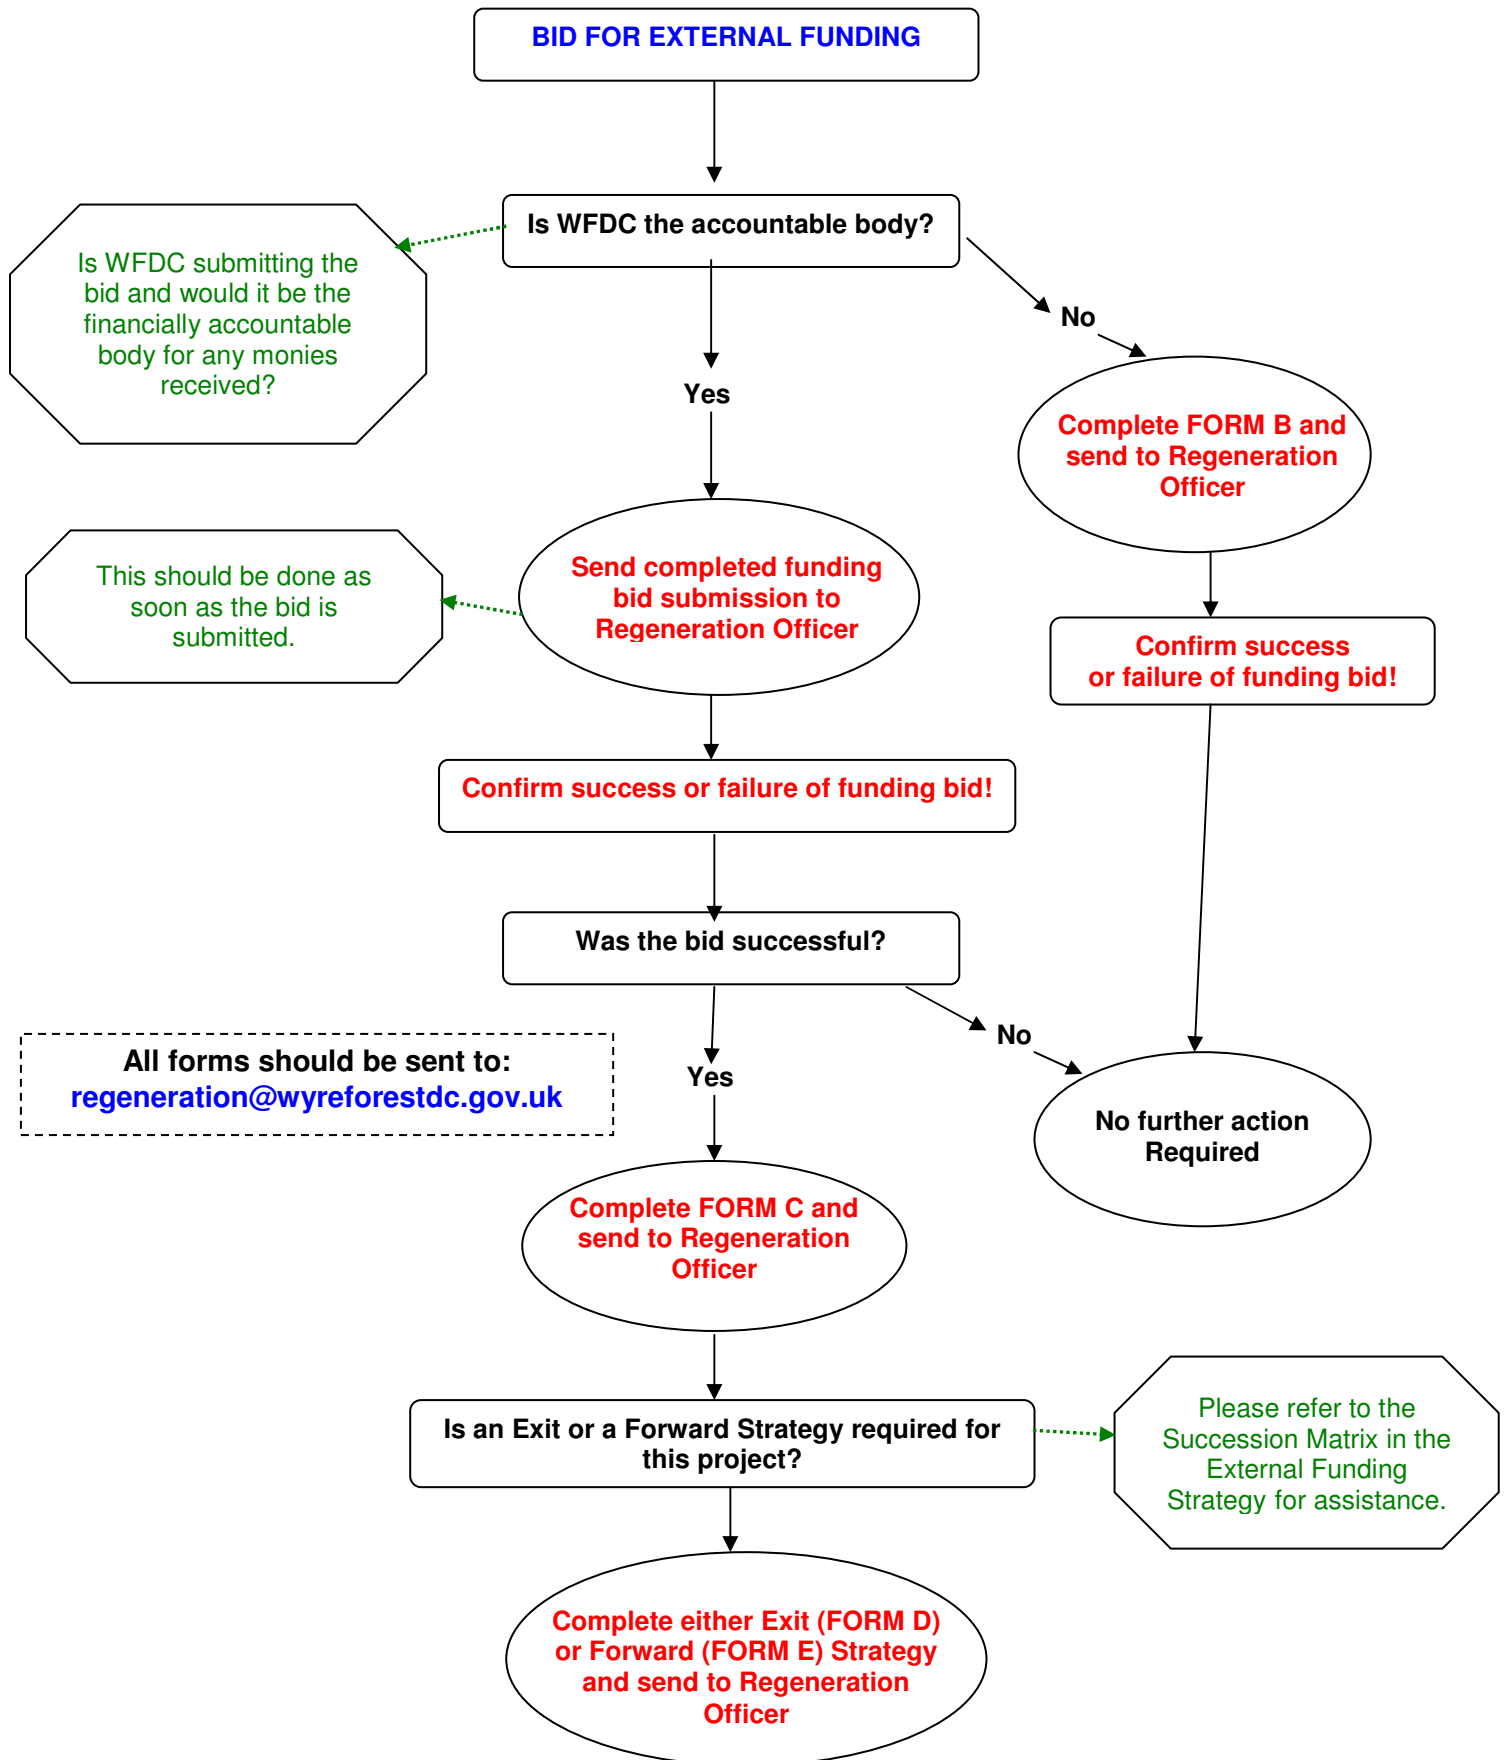 BID FOR EXTERNAL FUNDING
Is WFDC the accountable body?
Is WFDC submitting the
bid and would it be the
financially accountable
body for any monies
received?
No
Yes
Complete FORM B and
send to Regeneration
Officer
This should be done as
soon as the bid is
submitted.
Send completed funding
bid submission to
Regeneration Officer
Confirm success
or failure of funding bid!
Confirm success or failure of funding bid!
Was the bid successful?
No
All forms should be sent to:
regeneration@wyreforestdc.gov.uk
Yes
No further action
Required
Complete FORM C and
send to Regeneration
Officer
Is an Exit or a Forward Strategy required for
this project?
Please refer to the
Succession Matrix in the
External Funding
Strategy for assistance.
Complete either Exit (FORM D)
or Forward (FORM E) Strategy
and send to Regeneration
Officer